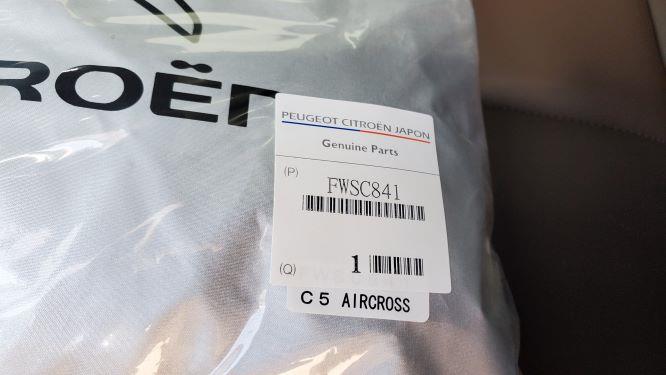 ROËN
PEUGEOT CITROËN JAPON
Genuine Parts
(P)
FWSC841
(Q)
1
C5 AIRCROSS